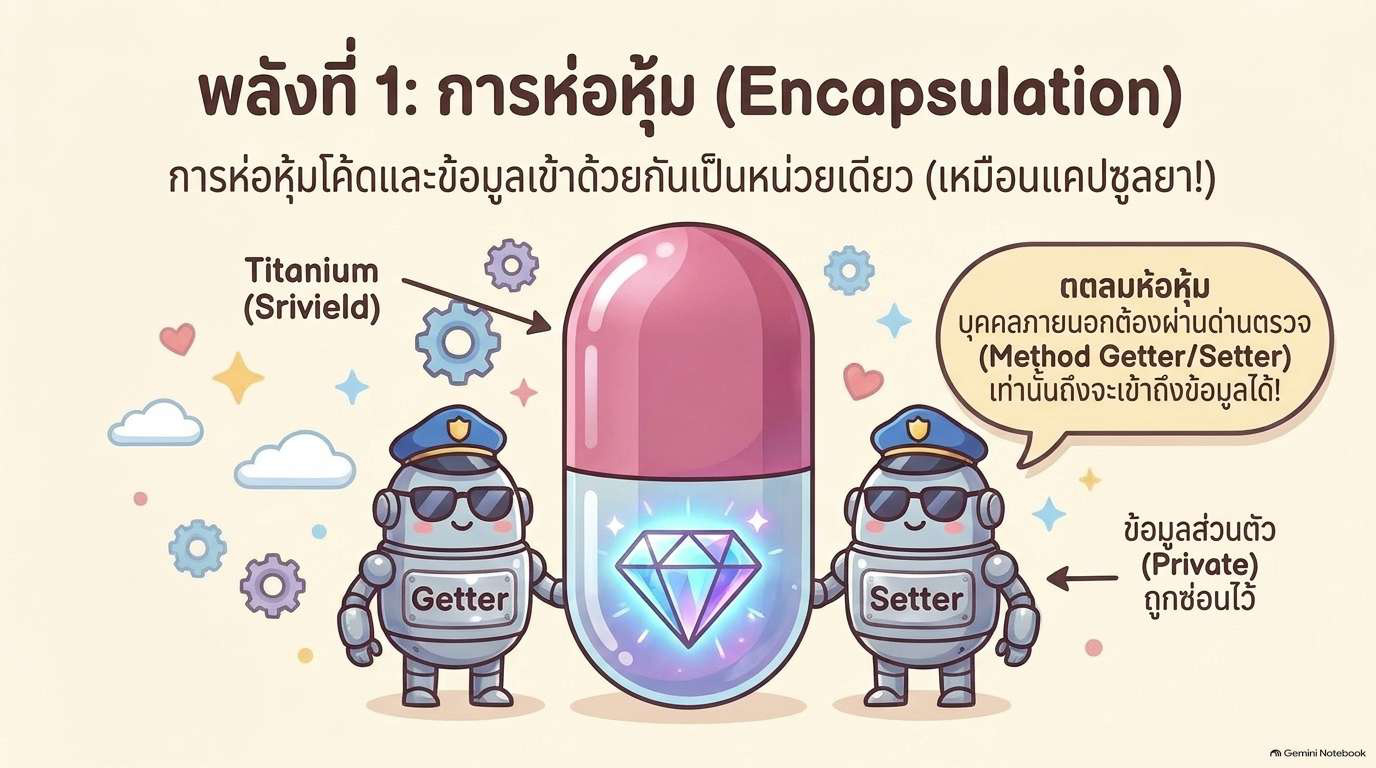 พลังที่ 1: การห่อหุ้ม (Encapsulation)
การห่อหุ้มโค้ดและข้อมูลเข้าด้วยกันเป็นหน่วยเดียว (เหมือนแคปซูลยา!)
Titanium
(Srivield)
ตตลมห้อหุ้ม
บุคคลภายนอกต้องผ่านด่านตรวจ
(Method Getter/Setter)
เท่านั้นถึงจะเข้าถึงข้อมูลได้!
Getter
Setter
ข้อมูลส่วนตัว
(Private)
ถูกซ่อนไว้
Gemini Notebook